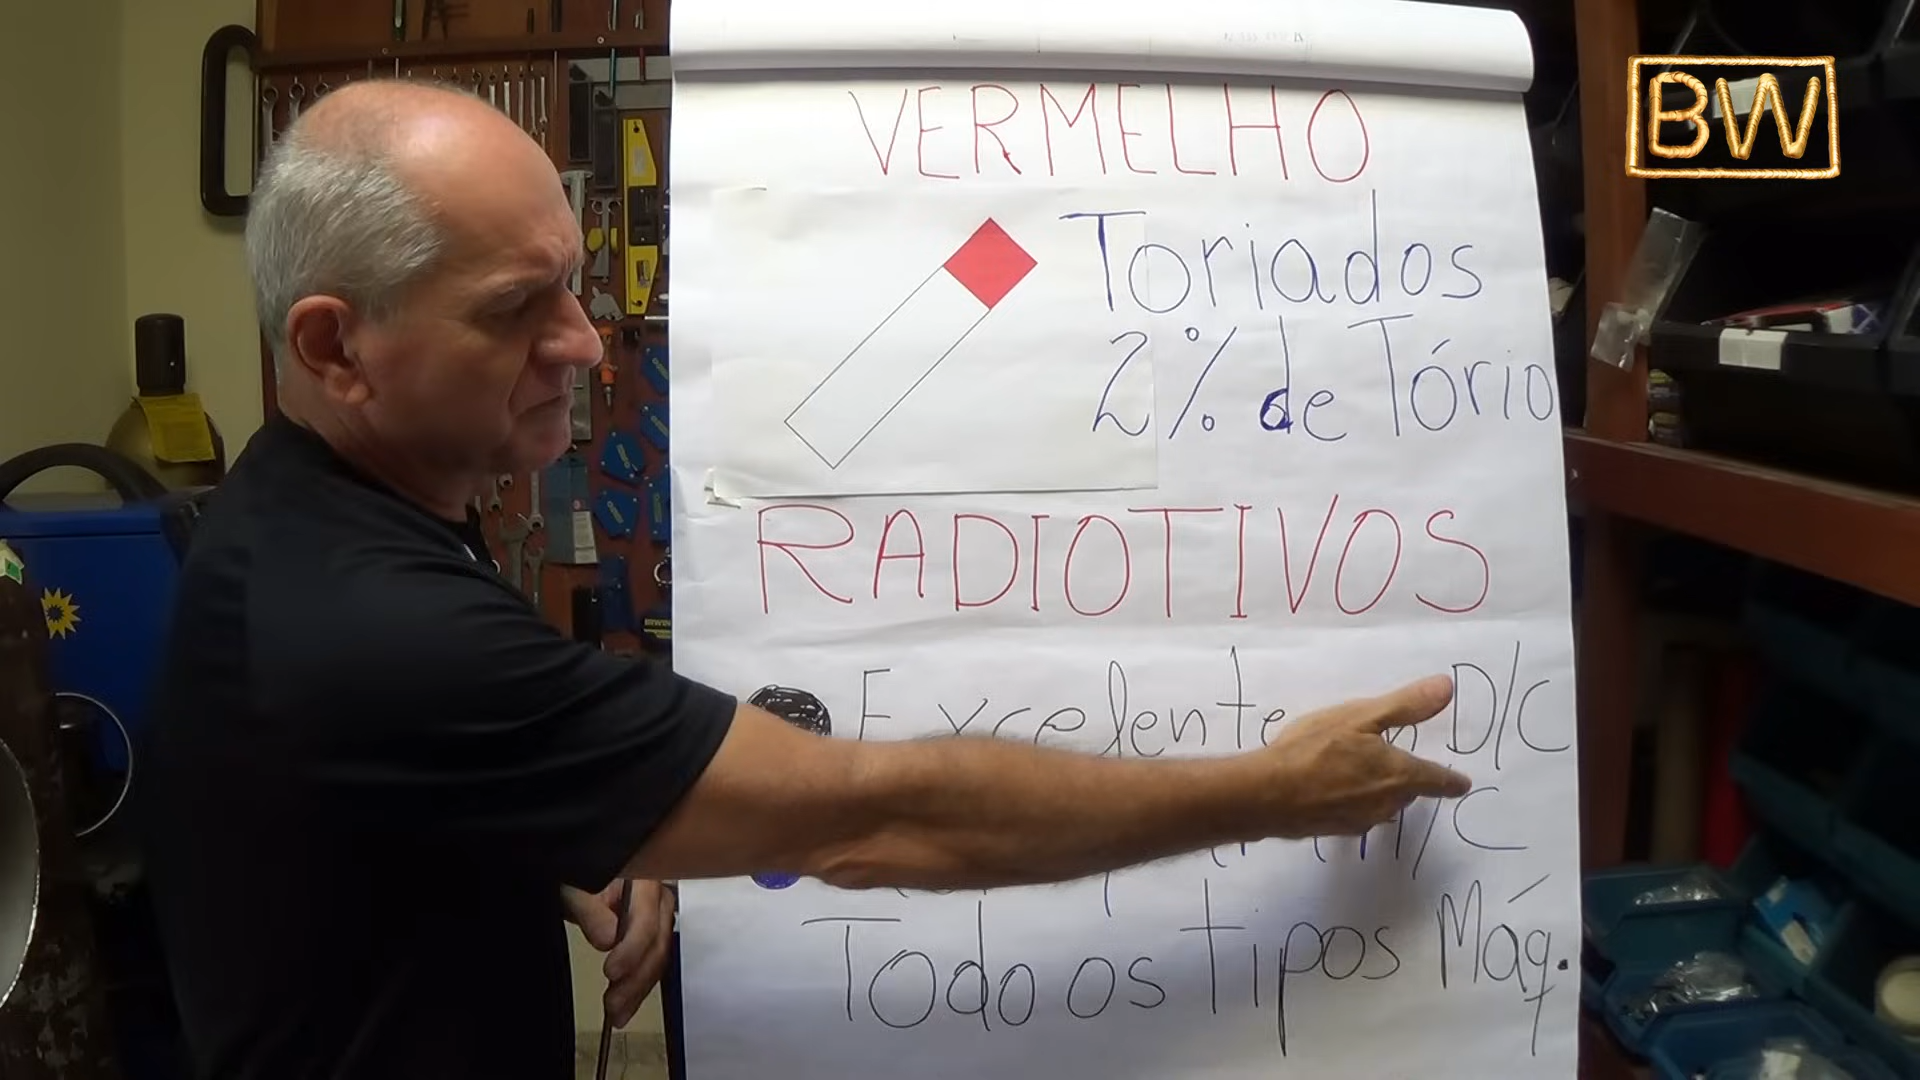 BW
VERMELHO
Toriados
2% de Tório
RADIOTIVOS
Excelente D/C
A/C
Todo os tipos Máq.